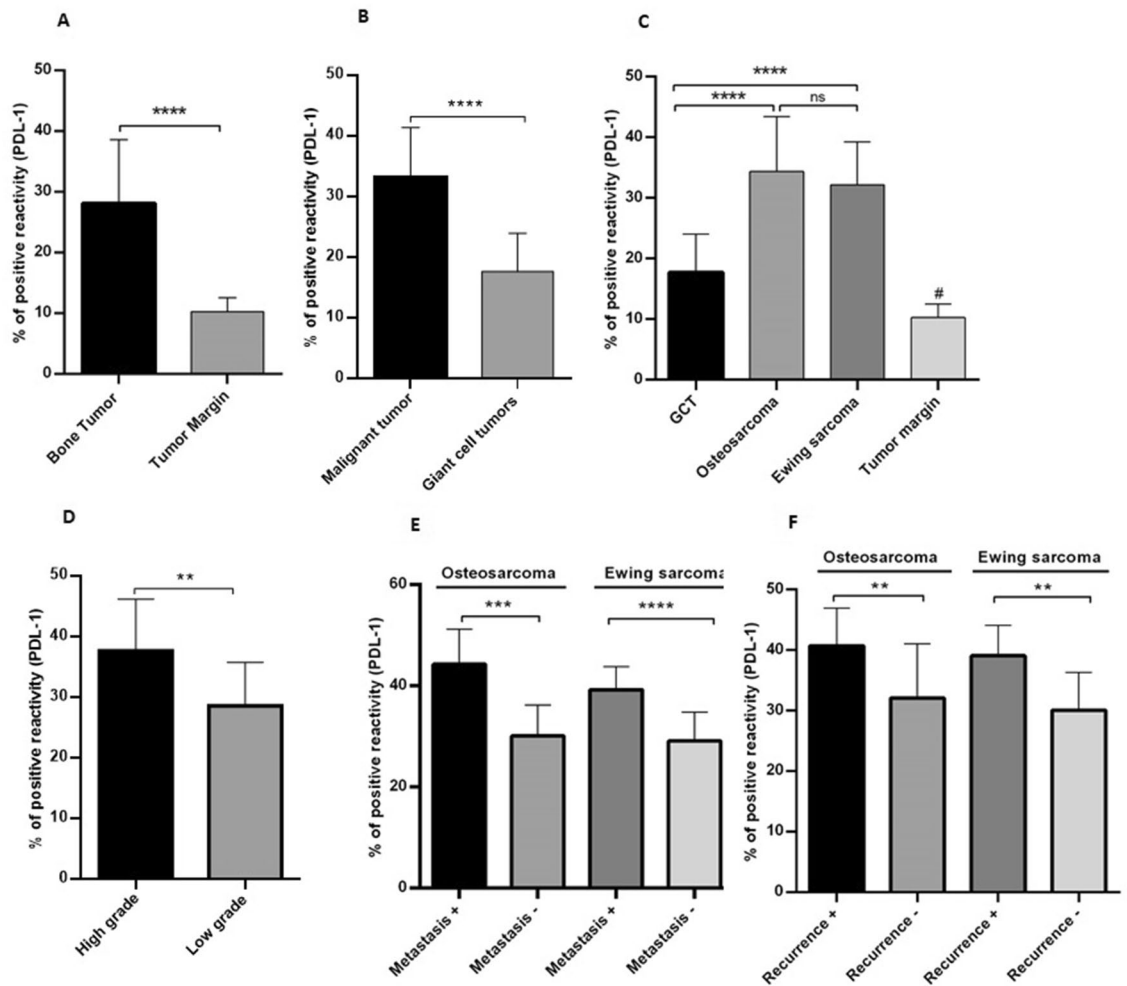 A
% of positive reactivity (PDL-1)
50
40
30
20
10
0
****
Bone Tumor
Tumor Margin
B
% of positive reactivity (PDL-1)
50
40
30
20
10
0
****
Malignant tumor
Giant cell tumors
C
% of positive reactivity (PDL-1)
50
40
30
20
10
0
****
****
ns
#
GCT
Osteosarcoma
Ewing sarcoma
Tumor margin
D
% of positive reactivity (PDL-1)
50
40
30
20
10
0
**
High grade
Low grade
E
% of positive reactivity (PDL-1)
60
40
20
0
Osteosarcoma
Ewing sarcoma
***
****
Metastasis +
Metastasis -
Metastasis +
Metastasis -
F
% of positive reactivity (PDL-1)
50
40
30
20
10
0
Osteosarcoma
Ewing sarcoma
**
**
Recurrence +
Recurrence -
Recurrence +
Recurrence -